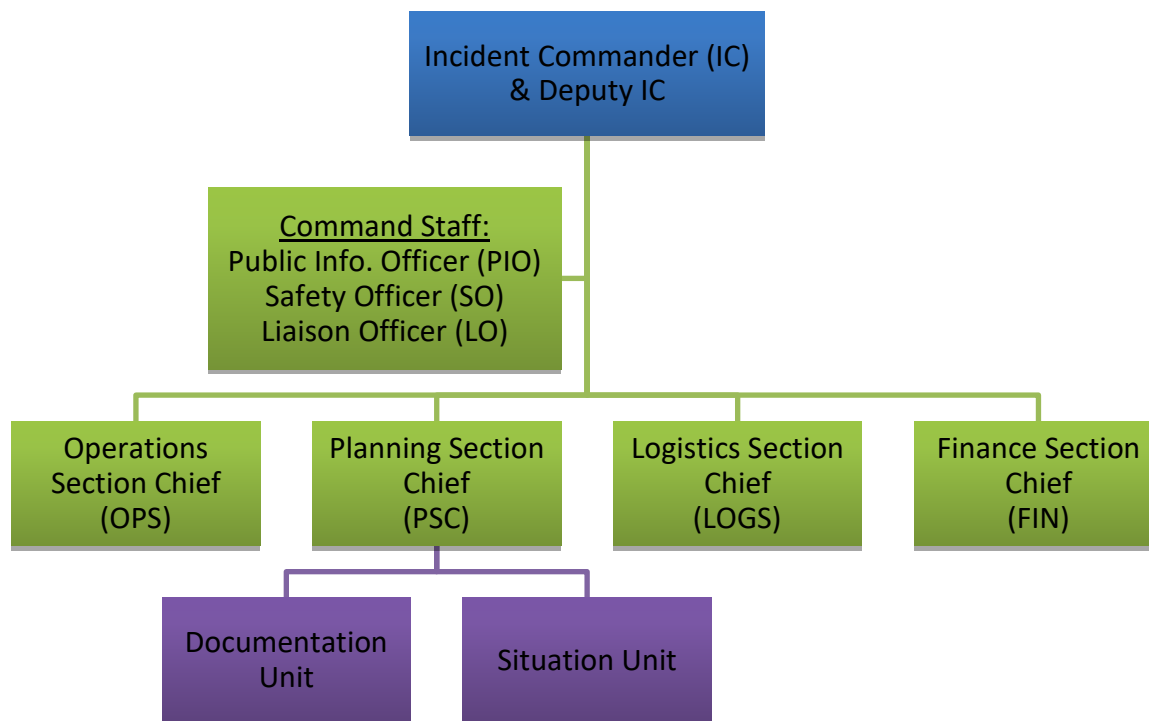 Incident Commander (IC)
& Deputy IC
Command Staff:
Public Info. Officer (PIO)
Safety Officer (SO)
Liaison Officer (LO)
Operations
Section Chief
(OPS)
Planning Section
Chief
(PSC)
Logistics Section
Chief
(LOGS)
Finance Section
Chief
(FIN)
Documentation
Unit
Situation Unit